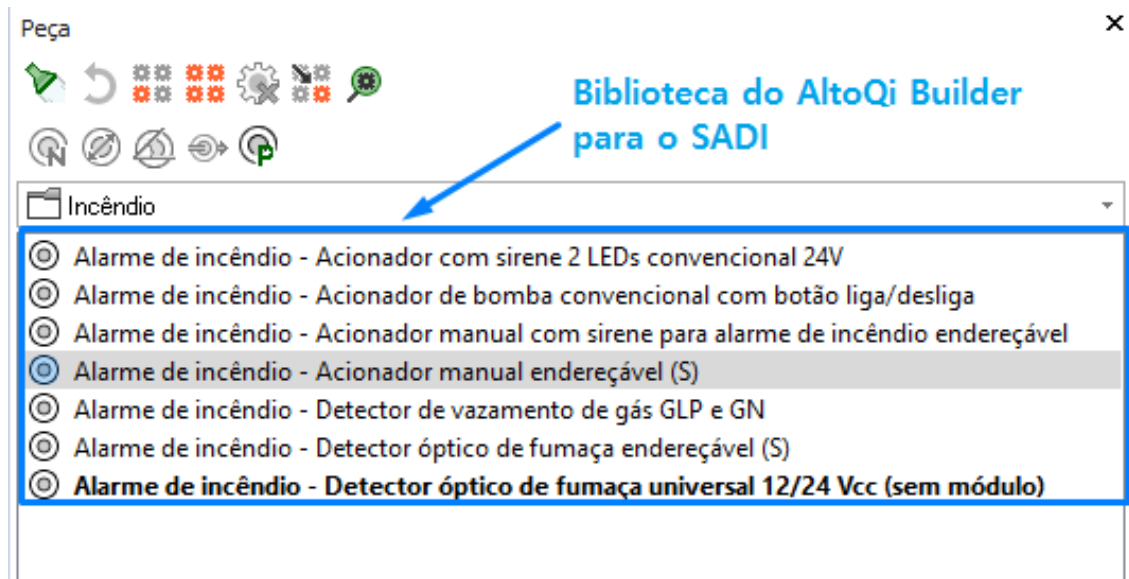 Peça
Biblioteca do AltoQi Builder
para o SADI
Incêndio
Alarme de incêndio - Acionador com sirene 2 LEDs convencional 24V
Alarme de incêndio - Acionador de bomba convencional com botão liga/desliga
Alarme de incêndio - Acionador manual com sirene para alarme de incêndio endereçável
Alarme de incêndio - Acionador manual endereçável (S)
Alarme de incêndio - Detector de vazamento de gás GLP e GN
Alarme de incêndio - Detector óptico de fumaça endereçável (S)
Alarme de incêndio - Detector óptico de fumaça universal 12/24 Vcc (sem módulo)